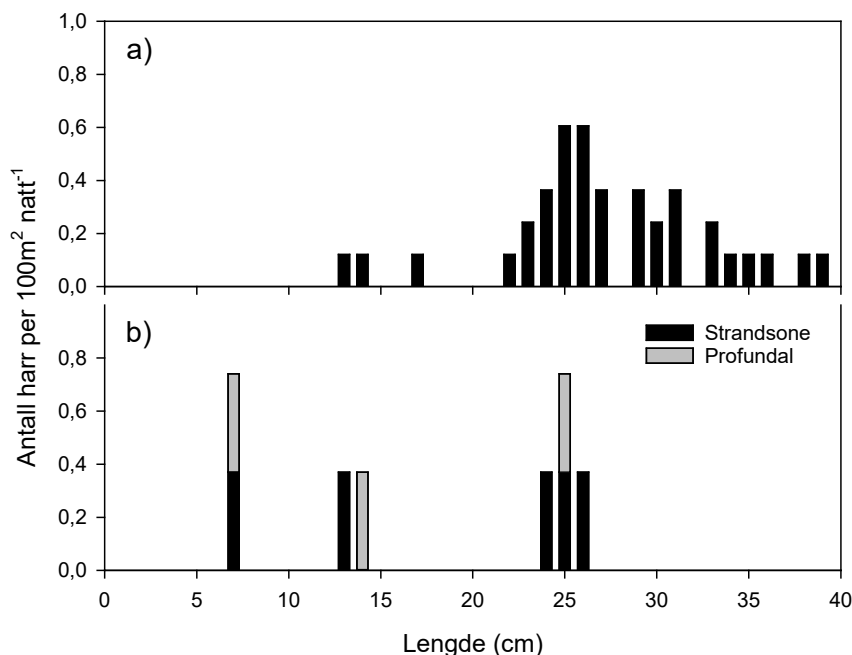 Antall harr per 100m² natt⁻¹
1,0
0,8
0,6
0,4
0,2
0,0
a)
0,8
0,6
0,4
0,2
0,0
b)
Strandsone
Profundal
0 5 10 15 20 25 30 35 40
Lengde (cm)